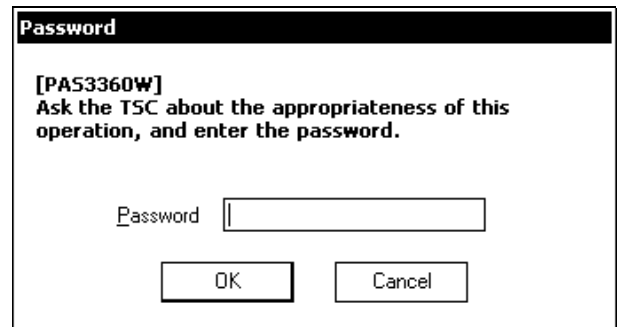 Password
[PAS3360W]
Ask the TSC about the appropriateness of this
operation, and enter the password.
Password
OK Cancel